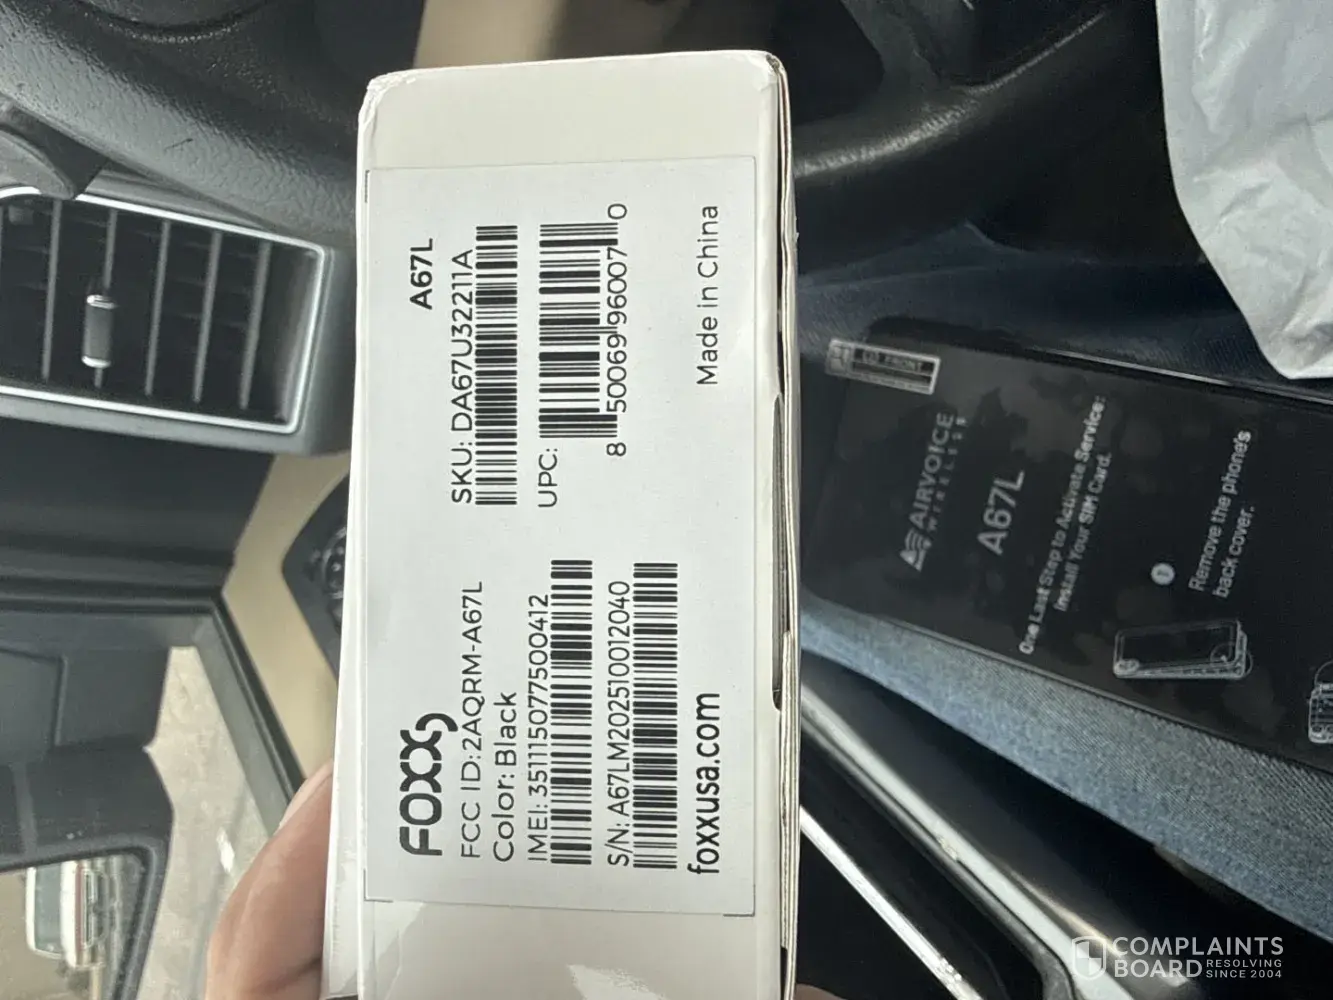 FOXX
A67L
FCC ID:2AQRM-A67L
Color: Black
SKU: DA67U32211A
IMEI: 351115077500412
UPC:
8 50069 96007 0
S/N: A67LM202510012040
foxxusa.com
Made in China
FRONT
AIRVOICE
WIRELESS
A67L
One Last Step to Activate Service:
Install Your SIM Card.
1
Remove the phone's
back cover.
COMPLAINTS
BOARD RESOLVING
SINCE 2004